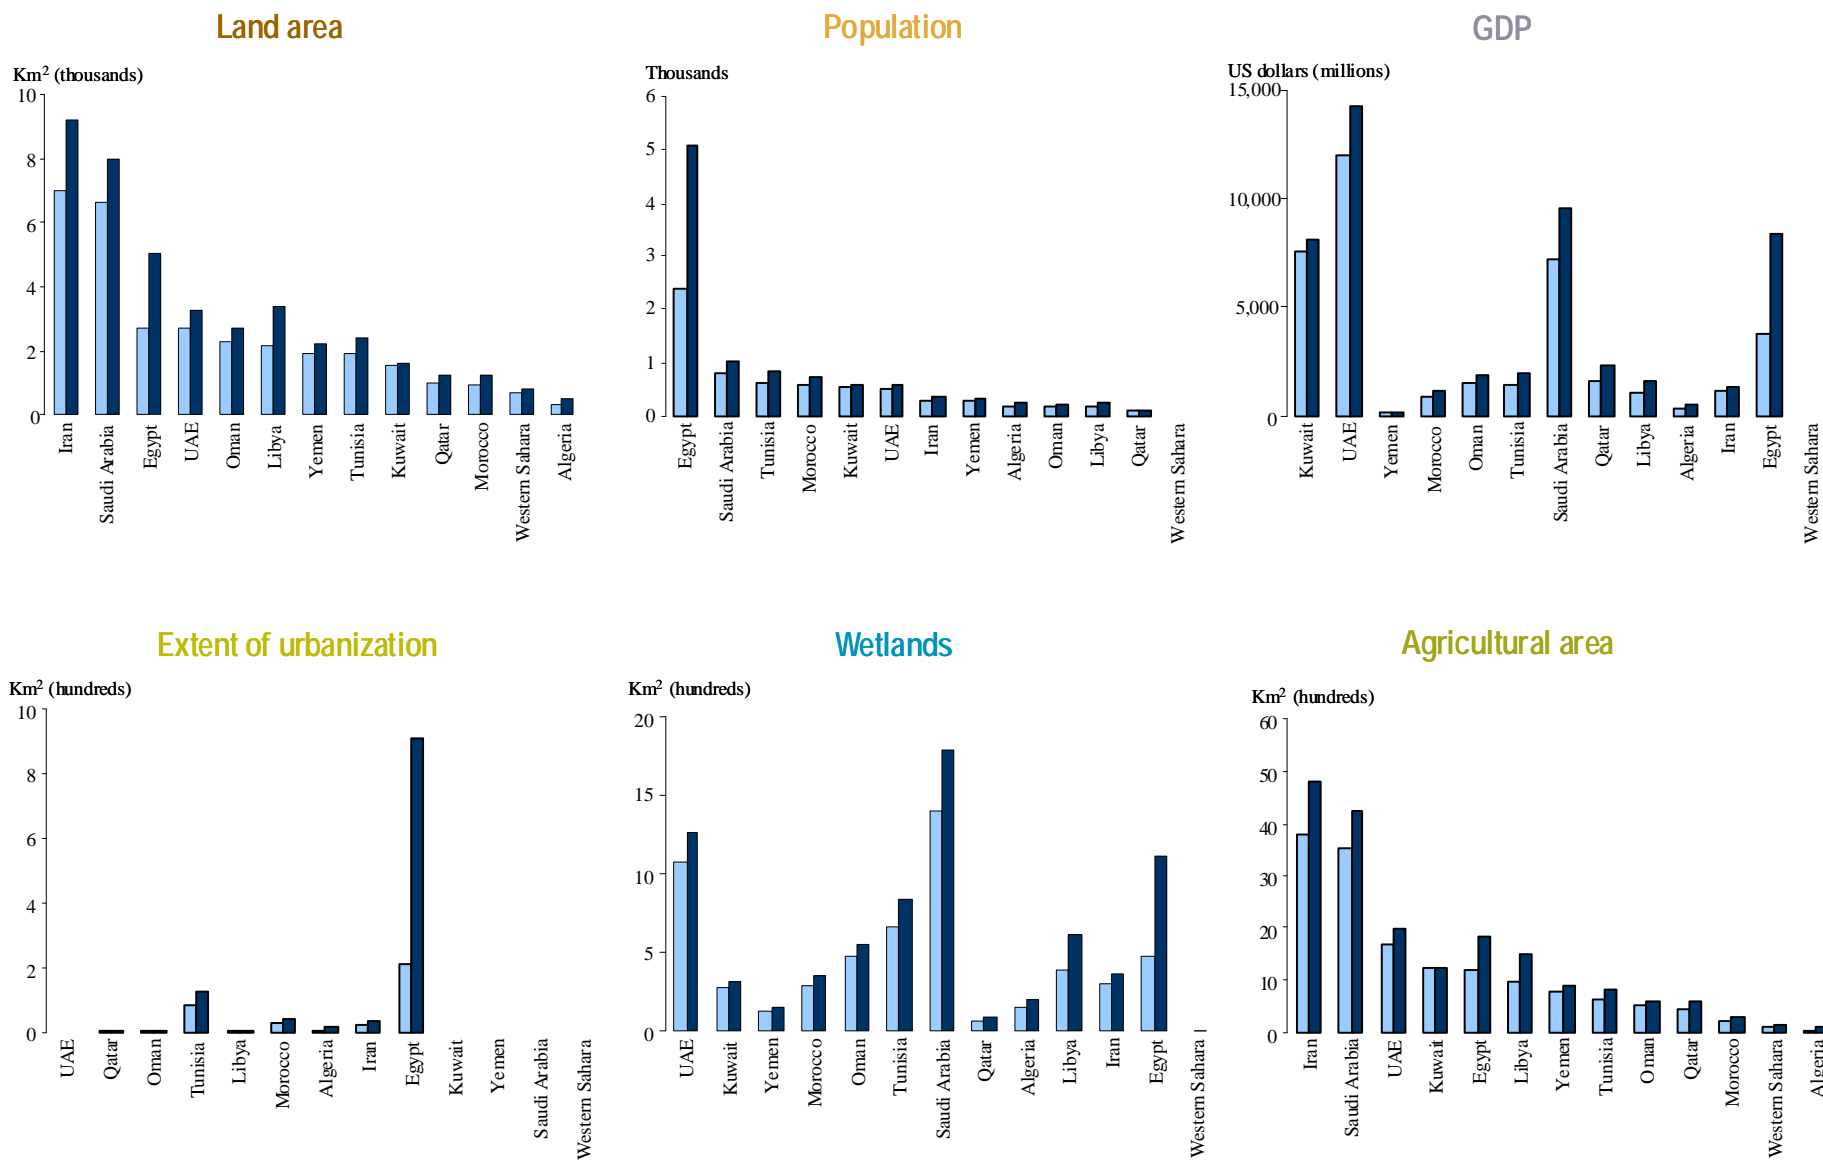 Land area
Km² (thousands)
10
8
6
4
2
0
Iran
Saudi Arabia
Egypt
UAE
Oman
Libya
Yemen
Tunisia
Kuwait
Qatar
Morocco
Western Sahara
Algeria
Population
Thousands
6
5
4
3
2
1
0
Egypt
Saudi Arabia
Tunisia
Morocco
Kuwait
UAE
Iran
Yemen
Algeria
Oman
Libya
Qatar
Western Sahara
GDP
US dollars (millions)
15,000
10,000
5,000
0
Kuwait
UAE
Yemen
Morocco
Oman
Tunisia
Saudi Arabia
Qatar
Libya
Algeria
Iran
Egypt
Western Sahara
Extent of urbanization
Km² (hundreds)
10
8
6
4
2
0
UAE
Qatar
Oman
Tunisia
Libya
Morocco
Algeria
Iran
Egypt
Kuwait
Yemen
Saudi Arabia
Western Sahara
Wetlands
Km² (hundreds)
20
15
10
5
0
UAE
Kuwait
Yemen
Morocco
Oman
Tunisia
Saudi Arabia
Qatar
Algeria
Libya
Iran
Egypt
Western Sahara
Agricultural area
Km² (hundreds)
60
50
40
30
20
10
0
Iran
Saudi Arabia
UAE
Kuwait
Egypt
Libya
Yemen
Tunisia
Oman
Qatar
Morocco
Western Sahara
Algeria